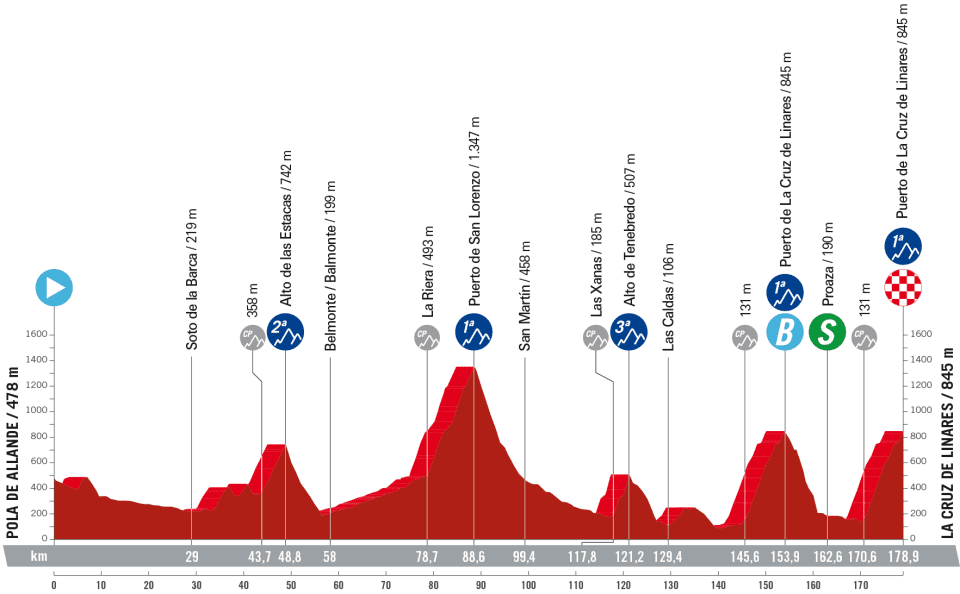 POLA DE ALLANDE / 478 m
Soto de la Barca / 219 m
358 m
CP
Alto de las Estacas / 742 m
2ª
Belmonte / Balmonte / 199 m
La Riera / 493 m
CP
Puerto de San Lorenzo / 1.347 m
1ª
San Martín / 458 m
Las Xanas / 185 m
CP
Alto de Tenebredo / 507 m
3ª
Las Caldas / 106 m
131 m
CP
Puerto de La Cruz de Linares / 845 m
1ª
B
Proaza / 190 m
S
131 m
CP
Puerto de La Cruz de Linares / 845 m
1ª
LA CRUZ DE LINARES / 845 m
1600
1400
1200
1000
800
600
400
200
0
1600
1400
1200
1000
800
600
400
200
0
km 29 43,7 48,8 58 78,7 88,6 99,4 117,8 121,2 129,4 145,6 153,9 162,6 170,6 178,9
0 10 20 30 40 50 60 70 80 90 100 110 120 130 140 150 160 170